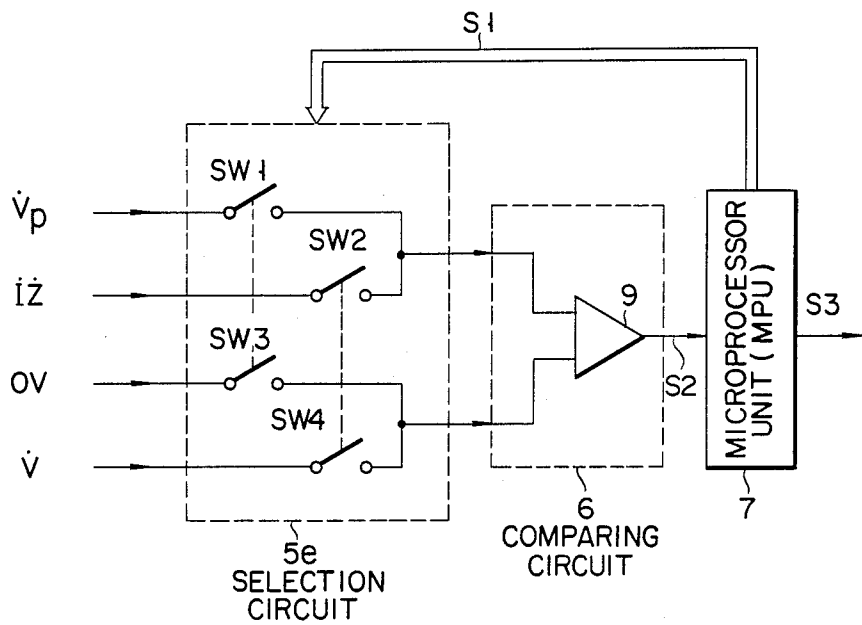 S1
SW1
V̇p
SW2
İŻ
SW3
0V
SW4
V̇
9
S2
MICROPROCESSOR
UNIT (MPU)
S3
7
6
COMPARING
CIRCUIT
5e
SELECTION
CIRCUIT